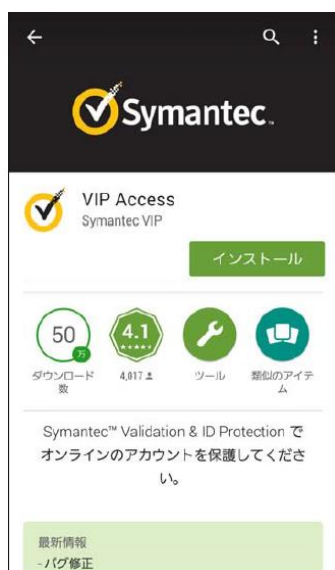 Symantec™
VIP Access
Symantec VIP
インストール
50
万
4.1
ダウンロード
数
4,017
ツール
類似のアイテ
ム
Symantec™ Validation & ID Protection で
オンラインのアカウントを保護してくださ
い。
最新情報
- バグ修正